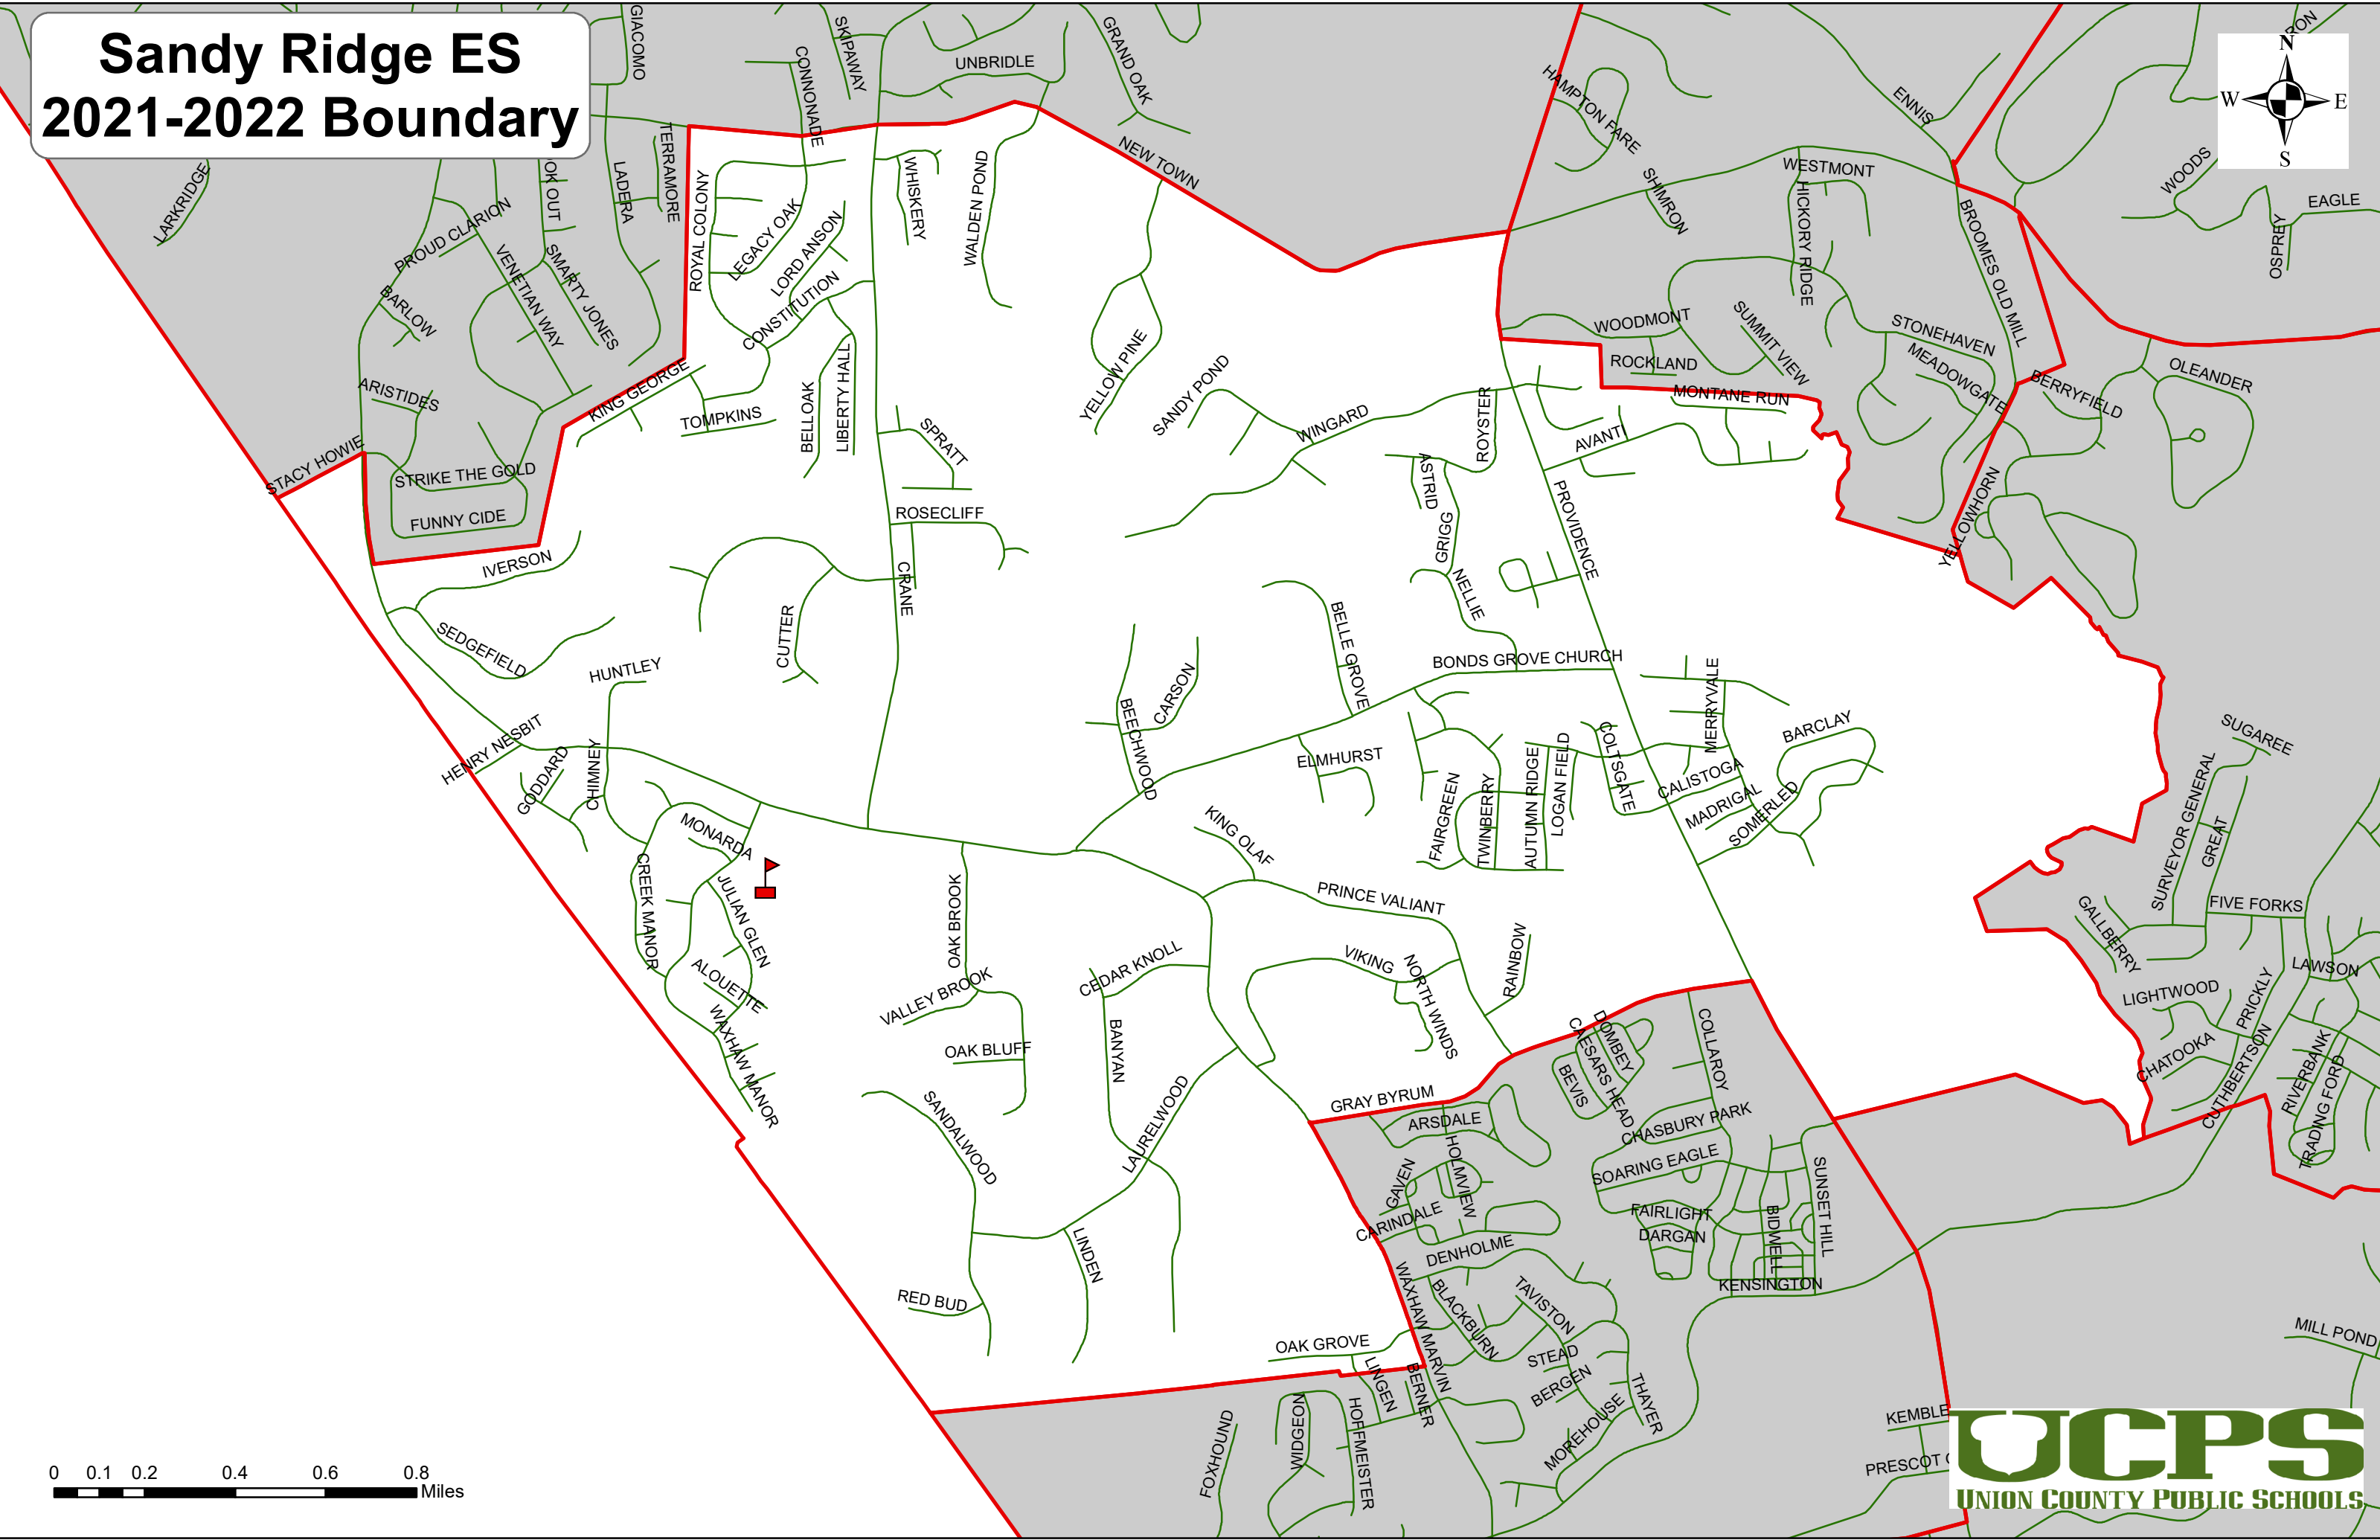 Sandy Ridge ES
2021-2022 Boundary
GIACOMO
SKIPAWAY
CONNONADE
UNBRIDLE
GRAND OAK
HAMPTON FARE
ENNIS
N
W
E
S
WOODS
EAGLE
OSPREY
LARKRIDGE
PROUD CLARION
OK OUT
LADERA
TERRAMORE
VENETIAN WAY
SMARTY JONES
BARLOW
ARISTIDES
STACY HOWIE
STRIKE THE GOLD
FUNNY CIDE
ROYAL COLONY
LEGACY OAK
LORD ANSON
CONSTITUTION
WHISKERY
WALDEN POND
NEW TOWN
KING GEORGE
TOMPKINS
BELLOAK
LIBERTY HALL
SPRATT
YELLOW PINE
SANDY POND
WINGARD
ROYSTER
ASTRID
GRIGG
NELLIE
AVANTI
PROVIDENCE
SHIMRON
WESTMONT
HICKORY RIDGE
BROOMES OLD MILL
WOODMONT
ROCKLAND
SUMMIT VIEW
MONTANE RUN
STONEHAVEN
MEADOWGATE
BERRYFIELD
OLEANDER
YELLOWHORN
IVERSON
SEDGEFIELD
ROSECLIFF
CRANE
CUTTER
HUNTLEY
HENRY NESBIT
GODDARD
CHIMNEY
MONARDA
CREEK MANOR
JULIAN GLEN
ALOUETTE
WAXHAW MANOR
BEECHWOOD
CARSON
BELLE GROVE
BONDS GROVE CHURCH
ELMHURST
FAIRGREEN
TWINBERRY
AUTUMN RIDGE
LOGAN FIELD
COLTSGATE
MERRYVALE
BARCLAY
CALISTOGA
MADRIGAL
SOMERLED
KING OLAF
PRINCE VALIANT
VIKING
NORTH WINDS
RAINBOW
OAK BROOK
VALLEY BROOK
OAK BLUFF
CEDAR KNOLL
BANYAN
LAURELWOOD
SANDALWOOD
LINDEN
RED BUD
OAK GROVE
GRAY BYRUM
SUGAREE
SURVEYOR GENERAL
GREAT
FIVE FORKS
GALLBERRY
LAWSON
LIGHTWOOD
PRICKLY
CHATOOKA
CUTHBERTSON
RIVERBANK
TRADING FORD
DOMBEY
CAESARS HEAD
BEVIS
COLLAROY
CHASBURY PARK
SOARING EAGLE
ARSDALE
HOLMVIEW
GAVEN
CARINDALE
DENHOLME
FAIRLIGHT
DARGAN
BIDWELL
SUNSET HILL
KENSINGTON
WAXHAW MARVIN
BLACKBURN
TAVISTON
STEAD
BERGEN
THAYER
MOREHOUSE
LINGEN
BERNER
HOFFMEISTER
WIDGEON
FOXHOUND
MILL POND
KEMBLE
PRESCOT
0 0.1 0.2 0.4 0.6 0.8
Miles
UCPS
UNION COUNTY PUBLIC SCHOOLS